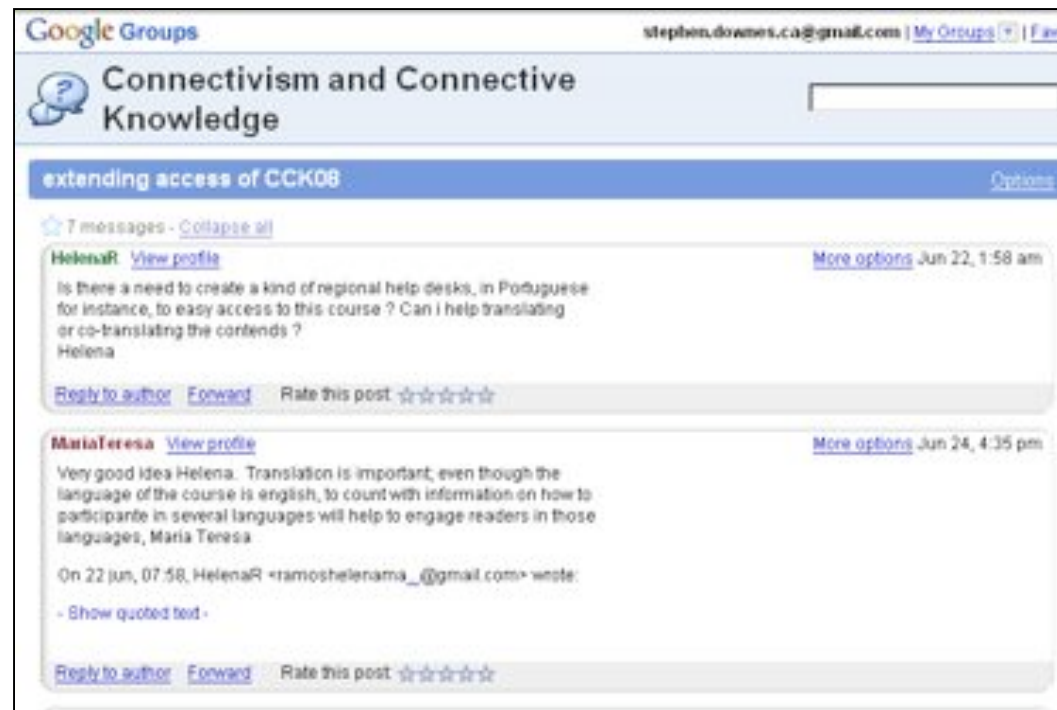 Google Groups
stephen.downes.ca@gmail.com | My Groups | Fav
Connectivism and Connective
Knowledge
extending access of CCK08
Options
7 messages - Collapse all
HelenaR View profile
More options Jun 22, 1:58 am
Is there a need to create a kind of regional help desks, in Portuguese
for instance, to easy access to this course ? Can i help translating
or co-translating the contends ?
Helena
Reply to author Forward Rate this post
MariaTeresa View profile
More options Jun 24, 4:35 pm
Very good idea Helena. Translation is important; even though the
language of the course is english, to count with information on how to
participante in several languages will help to engage readers in those
languages, Maria Teresa
On 22 jun, 07:58, HelenaR <ramoshelenama_@gmail.com> wrote:
- Show quoted text -
Reply to author Forward Rate this post